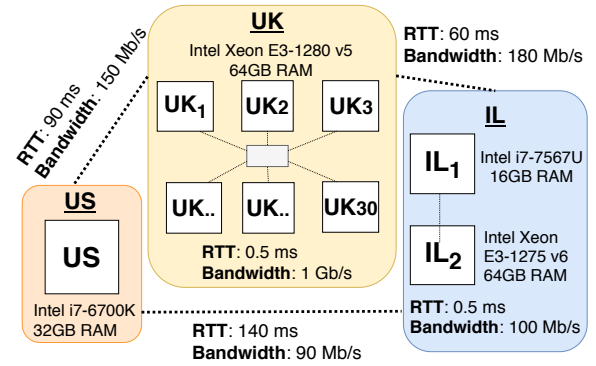 UK
Intel Xeon E3-1280 v5
64GB RAM
UK1
UK2
UK3
UK..
UK..
UK30
RTT: 0.5 ms
Bandwidth: 1 Gb/s
RTT: 90 ms
Bandwidth: 150 Mb/s
RTT: 60 ms
Bandwidth: 180 Mb/s
US
US
Intel i7-6700K
32GB RAM
IL
IL1
Intel i7-7567U
16GB RAM
IL2
Intel Xeon
E3-1275 v6
64GB RAM
RTT: 0.5 ms
Bandwidth: 100 Mb/s
RTT: 140 ms
Bandwidth: 90 Mb/s